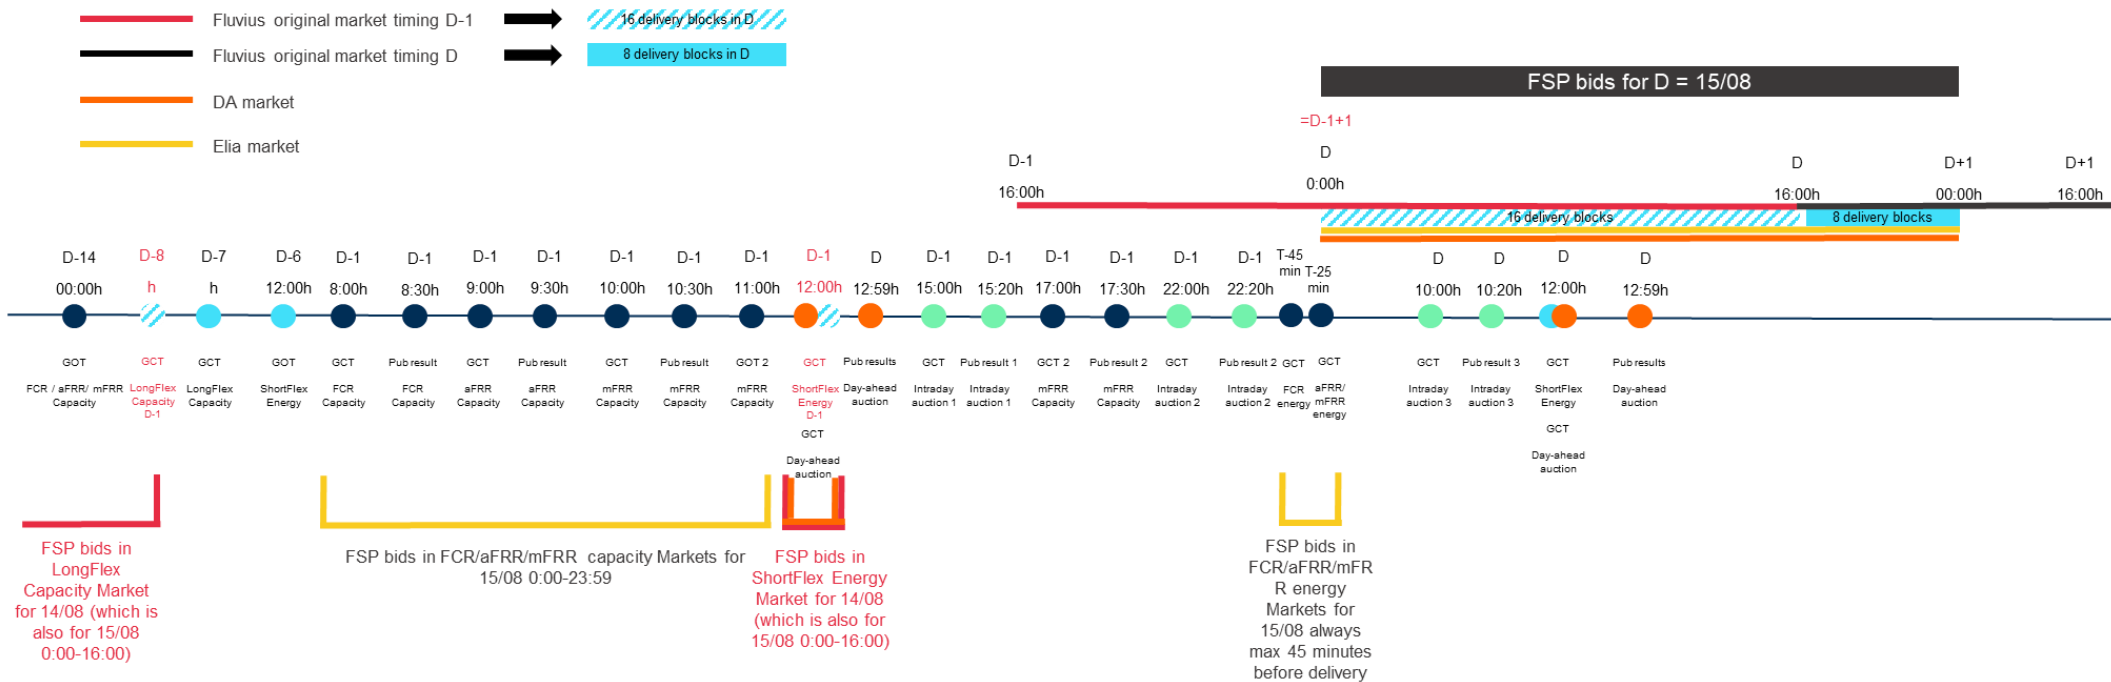 Fluvius original market timing D-1
16 delivery blocks in D
Fluvius original market timing D
8 delivery blocks in D
DA market
Elia market
FSP bids for D = 15/08
=D-1+1
D-1
D
D
D+1
D+1
16:00h
0:00h
16:00h
00:00h
16:00h
16 delivery blocks
8 delivery blocks
D-14
D-8
D-7
D-6
D-1
D-1
D-1
D-1
D-1
D-1
D-1
D-1
D
D-1
D-1
D-1
D-1
D-1
D-1
T-45
min
T-25
min
D
D
D
D
00:00h
h
h
12:00h
8:00h
8:30h
9:00h
9:30h
10:00h
10:30h
11:00h
12:00h
12:59h
15:00h
15:20h
17:00h
17:30h
22:00h
22:20h
10:00h
10:20h
12:00h
12:59h
GOT
FCR / aFRR/ mFRR
Capacity
GCT
LongFlex
Capacity
D-1
GCT
LongFlex
Capacity
GOT
ShortFlex
Energy
GCT
FCR
Capacity
Pub result
FCR
Capacity
GCT
aFRR
Capacity
Pub result
aFRR
Capacity
GCT
mFRR
Capacity
Pub result
mFRR
Capacity
GOT 2
mFRR
Capacity
GCT
ShortFlex
Energy
D-1
GCT
Day-ahead
auction
Pub results
Day-ahead
auction
GCT
Intraday
auction 1
Pub result 1
Intraday
auction 1
GCT 2
mFRR
Capacity
Pub result 2
mFRR
Capacity
GCT
Intraday
auction 2
Pub result 2
Intraday
auction 2
GCT
FCR
energy
GCT
aFRR/
mFRR
energy
GCT
Intraday
auction 3
Pub result 3
Intraday
auction 3
GCT
ShortFlex
Energy
GCT
Day-ahead
auction
Pub results
Day-ahead
auction
FSP bids in
LongFlex
Capacity Market
for 14/08 (which is
also for 15/08
0:00-16:00)
FSP bids in FCR/aFRR/mFRR capacity Markets for
15/08 0:00-23:59
FSP bids in
ShortFlex Energy
Market for 14/08
(which is also for
15/08 0:00-16:00)
FSP bids in
FCR/aFRR/mFR
R energy
Markets for
15/08 always
max 45 minutes
before delivery